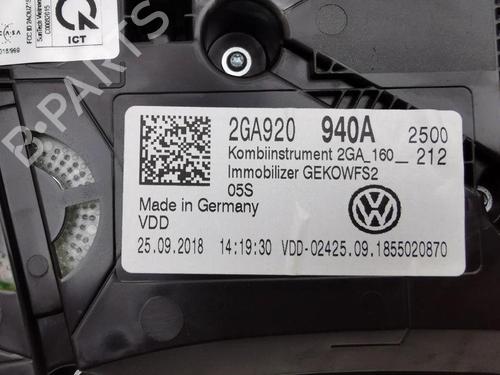 ICT
2GA920 940A 2500
Kombiinstrument 2GA_160_ 212
Immobilizer GEKOWFS2
05S
Made in Germany
VDD
25.09.2018 14:19:30 VDD-02425.09.1855020870
B-PARTS